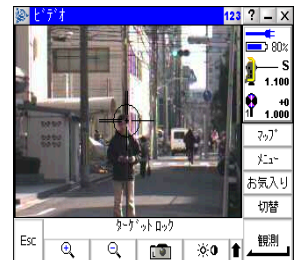 ビデオ 123 ? – X
80%
S
1.100
+0
1 1.000
マップ
メニュー
お気入り
切替
観測
ターゲットロック
Esc